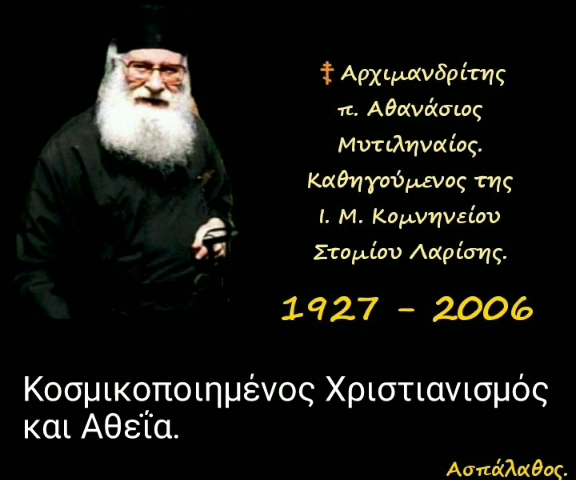 ‡ Αρχιμανδρίτης
π. Αθανάσιος
Μυτιληναίος.
Καθηγούμενος της
Ι. Μ. Κομνηνείου
Στομίου Λαρίσης.
1927 - 2006
Κοσμικοποιημένος Χριστιανισμός
και Αθεΐα.
Ασπάλαθος.